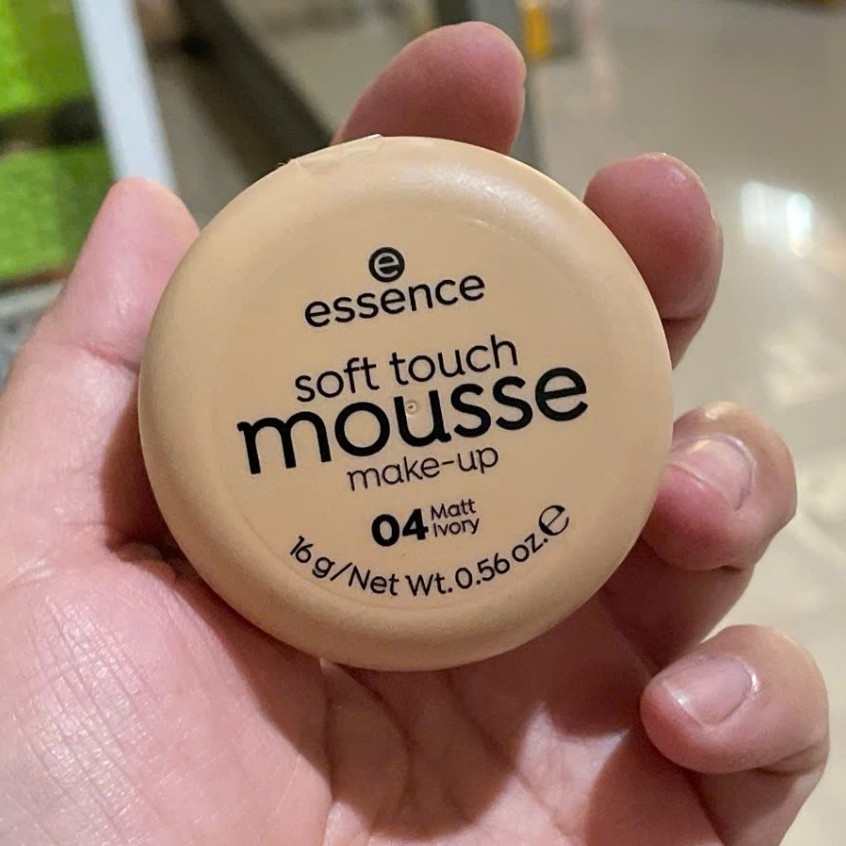 e
essence
soft touch
mousse
make-up
04 Matt
Ivory
16 g/Net Wt. 0.56 oz. e